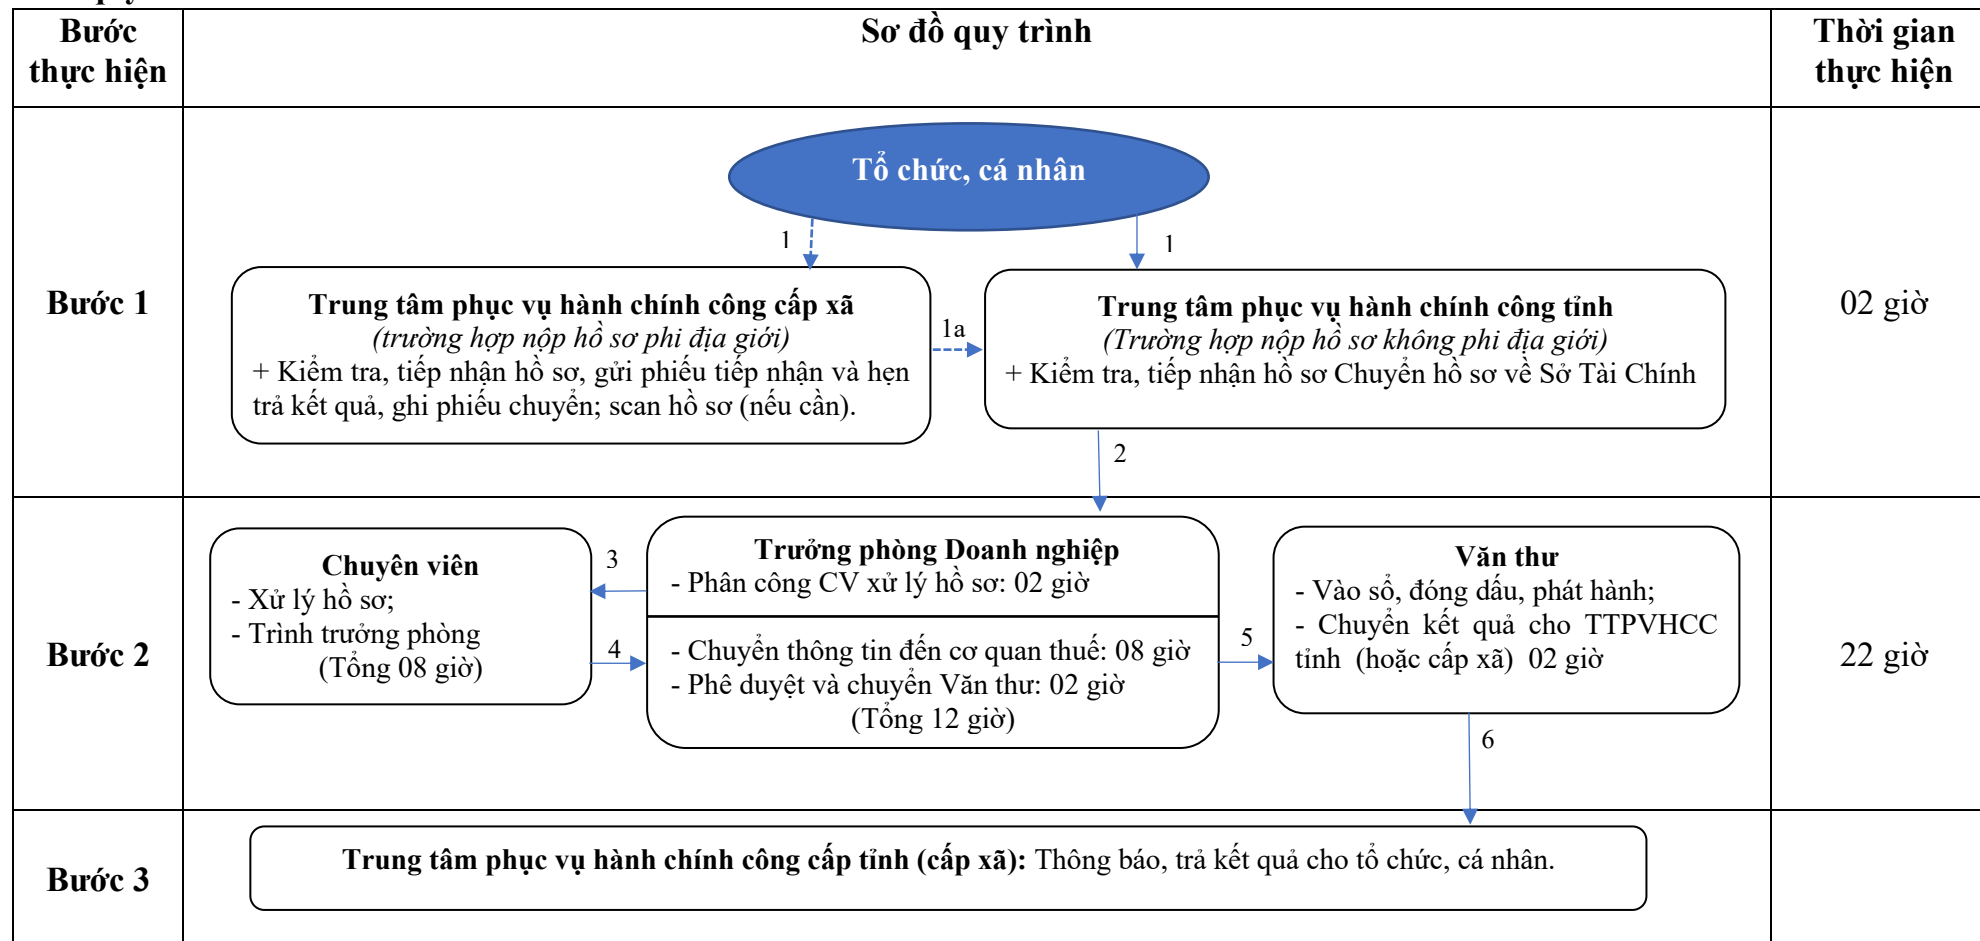 Bước
thực hiện
Sơ đồ quy trình
Thời gian
thực hiện
Bước 1
Tổ chức, cá nhân
1
1
Trung tâm phục vụ hành chính công cấp xã
(trường hợp nộp hồ sơ phi địa giới)
+ Kiểm tra, tiếp nhận hồ sơ, gửi phiếu tiếp nhận và hẹn
trả kết quả, ghi phiếu chuyển; scan hồ sơ (nếu cần).
1a
Trung tâm phục vụ hành chính công tỉnh
(Trường hợp nộp hồ sơ không phi địa giới)
+ Kiểm tra, tiếp nhận hồ sơ Chuyển hồ sơ về Sở Tài Chính
02 giờ
2
Bước 2
Chuyên viên
- Xử lý hồ sơ;
- Trình trưởng phòng
(Tổng 08 giờ)
3
4
Trưởng phòng Doanh nghiệp
- Phân công CV xử lý hồ sơ: 02 giờ
- Chuyển thông tin đến cơ quan thuế: 08 giờ
- Phê duyệt và chuyển Văn thư: 02 giờ
(Tổng 12 giờ)
5
Văn thư
- Vào sổ, đóng dấu, phát hành;
- Chuyển kết quả cho TTPVHCC
tỉnh (hoặc cấp xã) 02 giờ
22 giờ
6
Bước 3
Trung tâm phục vụ hành chính công cấp tỉnh (cấp xã): Thông báo, trả kết quả cho tổ chức, cá nhân.